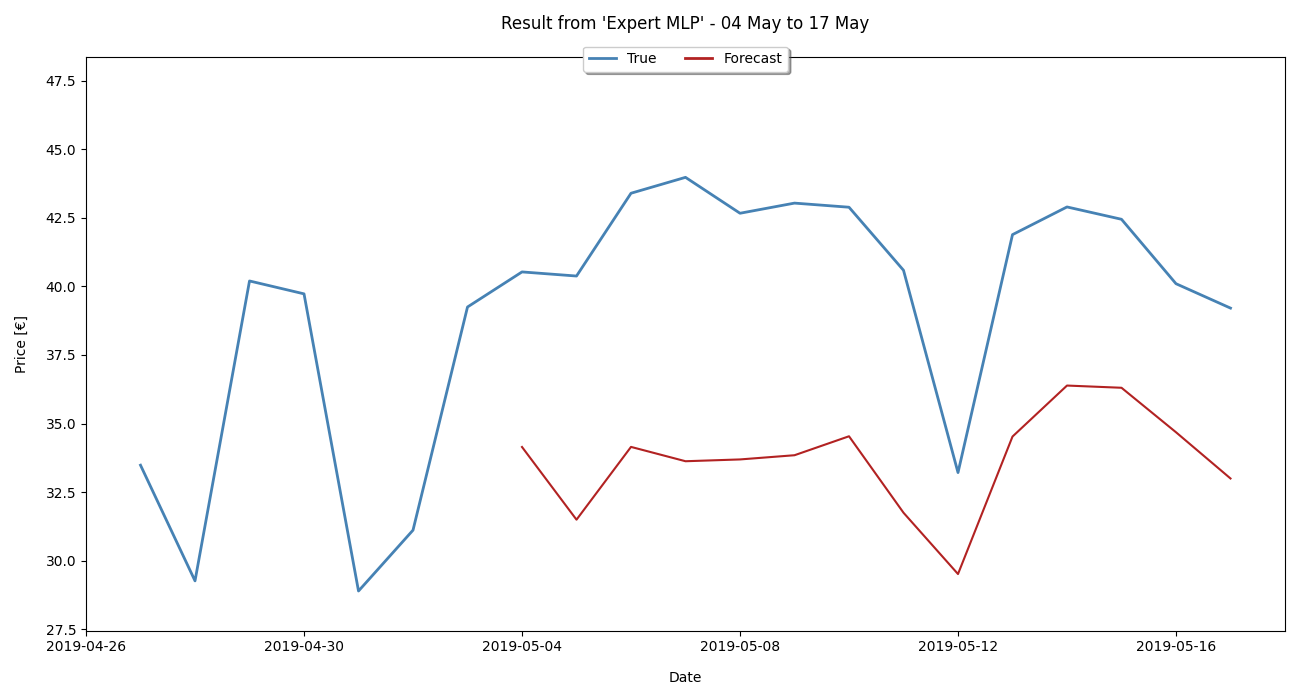 Result from 'Expert MLP' - 04 May to 17 May
True Forecast
47.5
45.0
42.5
40.0
37.5
35.0
32.5
30.0
27.5
Price [€]
2019-04-26 2019-04-30 2019-05-04 2019-05-08 2019-05-12 2019-05-16
Date